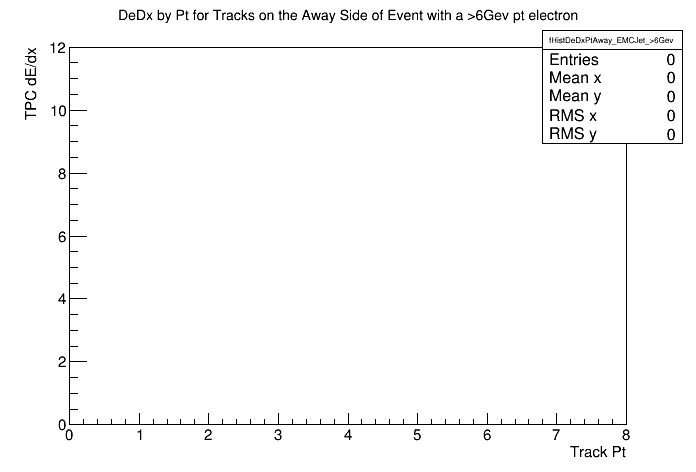 DeDx by Pt for Tracks on the Away Side of Event with a >6Gev pt electron
fHistDeDxPtAway_EMCJet_>6Gev
Entries 0
Mean x 0
Mean y 0
RMS x 0
RMS y 0
TPC dE/dx
12
10
8
6
4
2
0
0 1 2 3 4 5 6 7 8
Track Pt